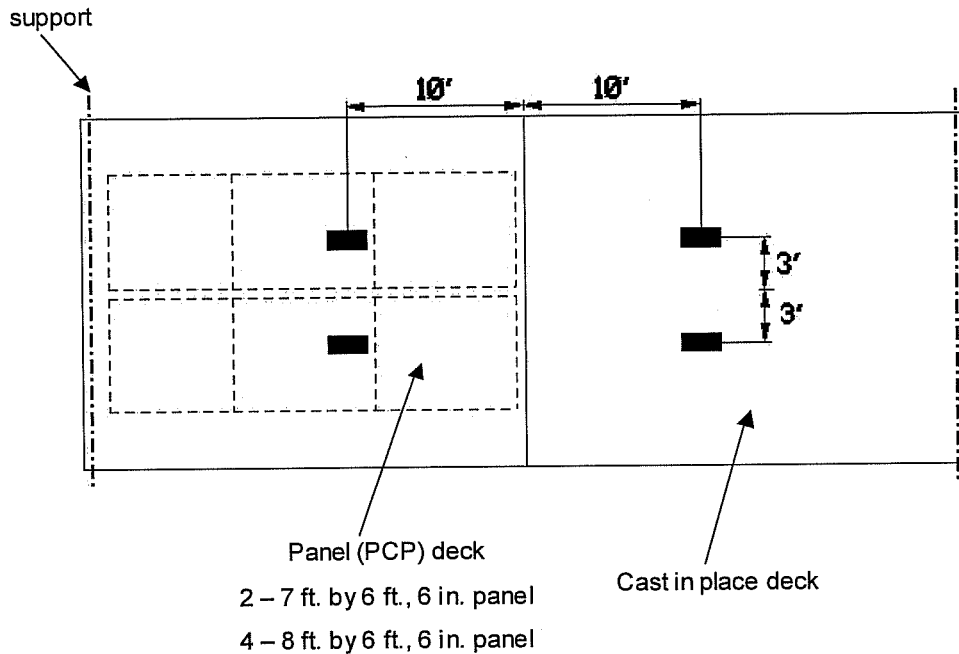 support
10' 10'
3'
3'
Panel (PCP) deck
2 – 7 ft. by 6 ft., 6 in. panel
4 – 8 ft. by 6 ft., 6 in. panel
Cast in place deck